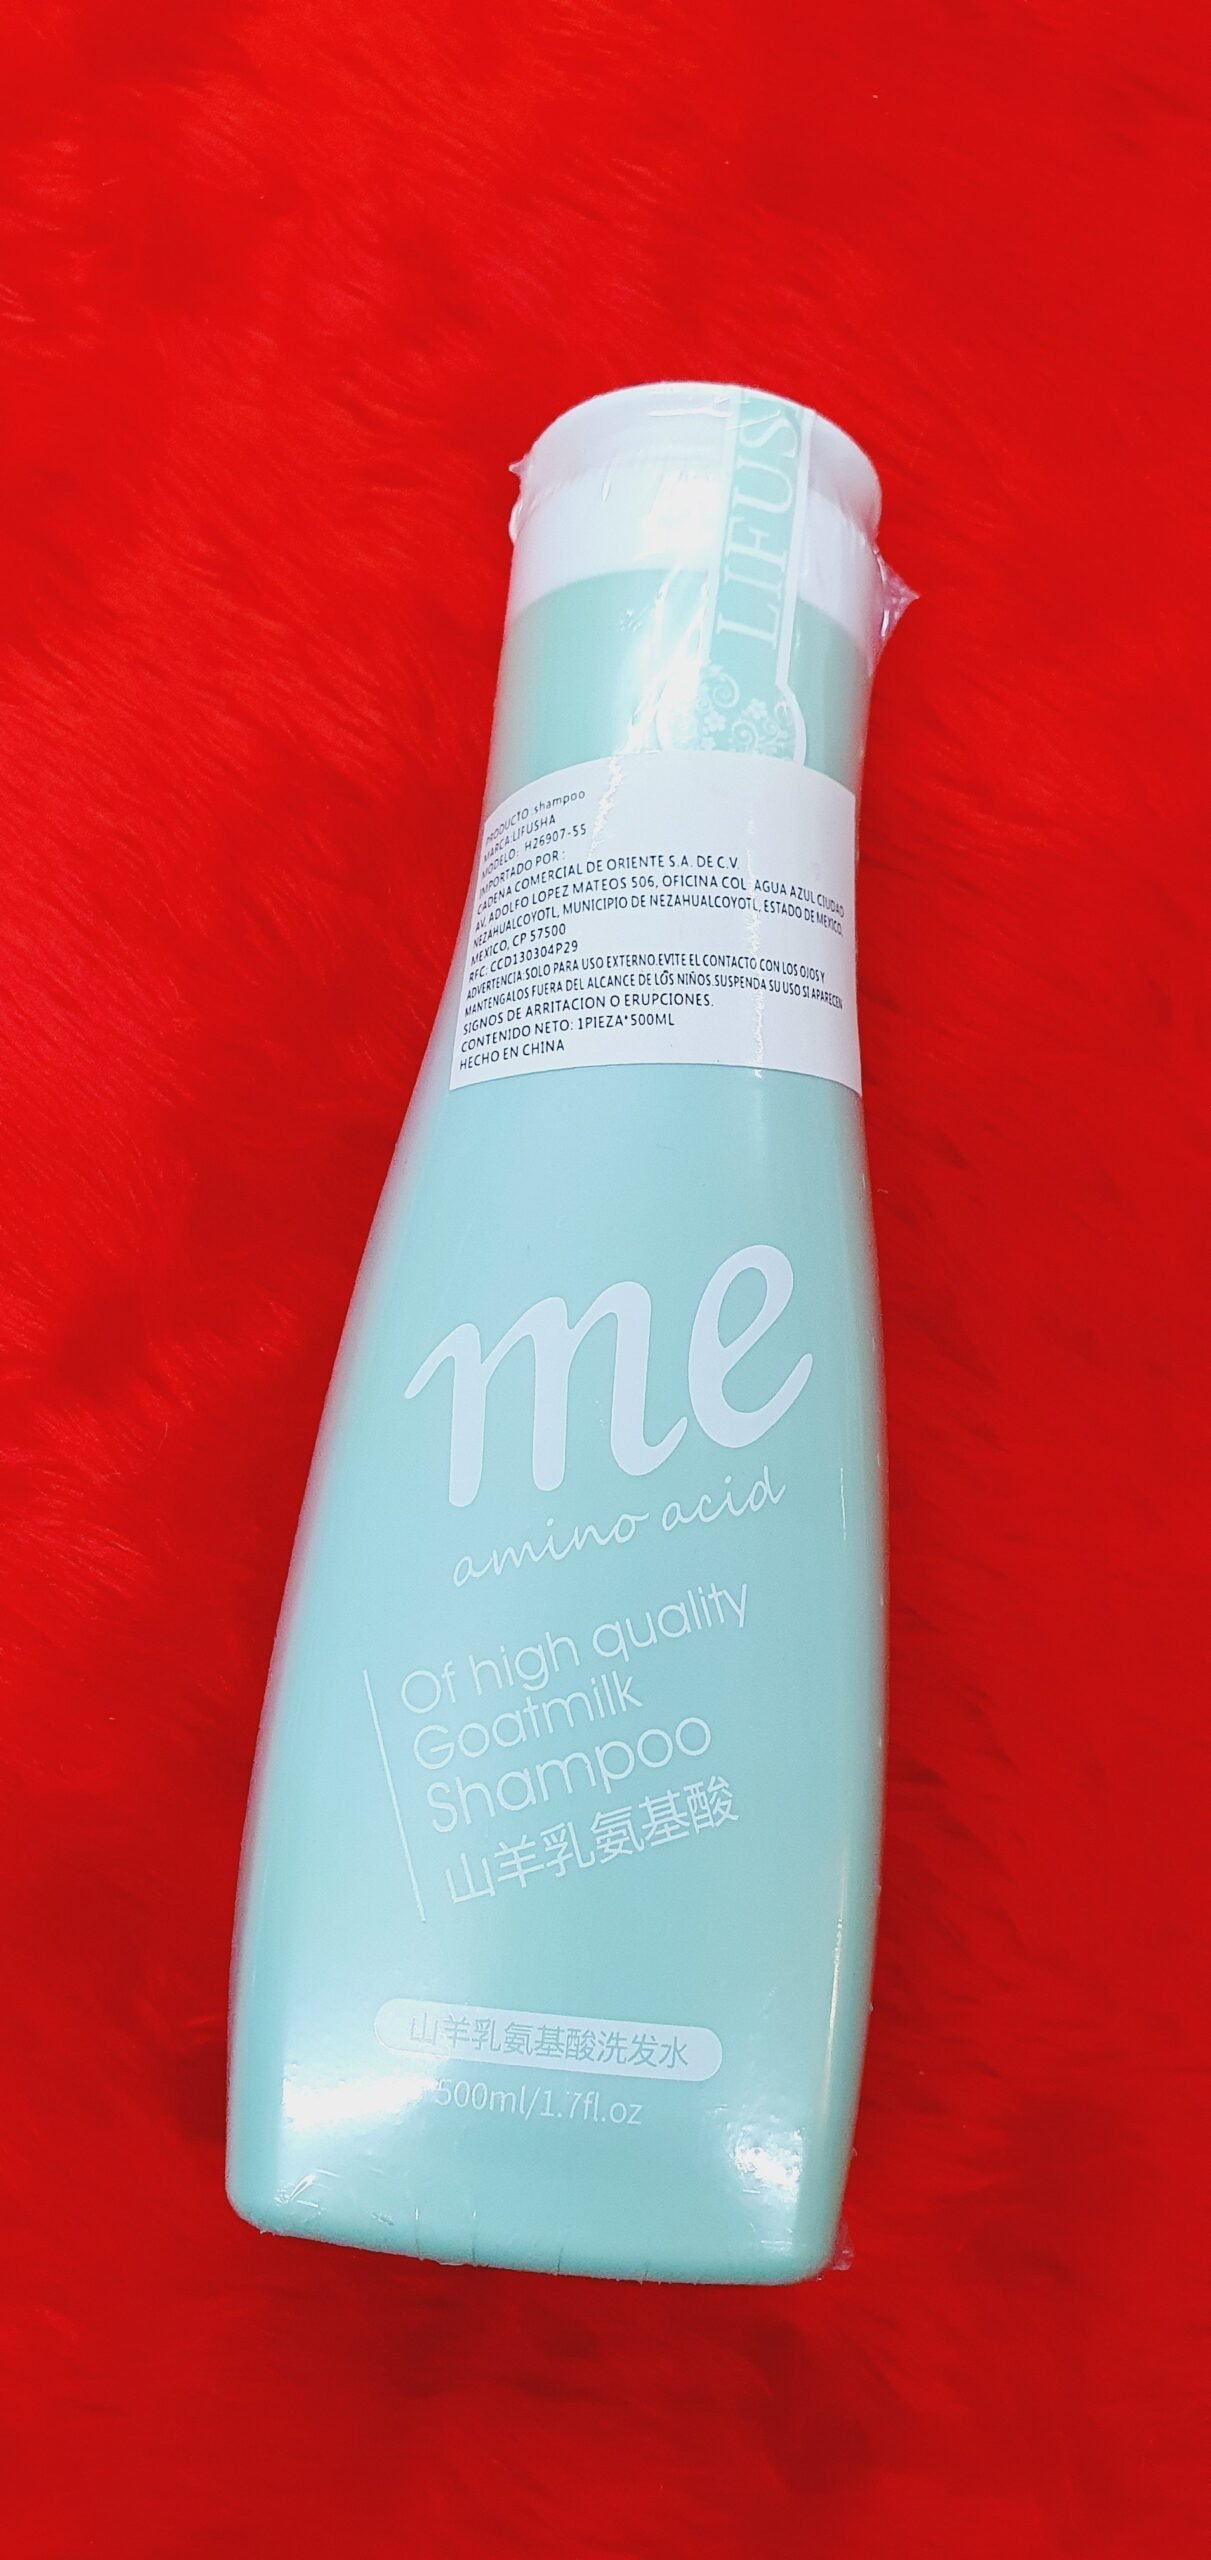 LIFUS
PRODUCTO:shampoo
MARCA:LIFUSHA
MODELO: H26907-55
IMPORTADO POR:
CADENA COMERCIAL DE ORIENTE S.A. DE C.V.
AV. ADOLFO LOPEZ MATEOS 506, OFICINA COL. AGUA AZUL CIUDAD
NEZAHUALCOYOTL, MUNICIPIO DE NEZAHUALCOYOTL, ESTADO DE MEXICO,
MEXICO, CP 57500
RFC: CCD130304P29
ADVERTENCIA:SOLO PARA USO EXTERNO.EVITE EL CONTACTO CON LOS OJOS Y
MANTENGALOS FUERA DEL ALCANCE DE LOS NIÑOS.SUSPENDA SU USO SI APARECEN
SIGNOS DE ARRITACION O ERUPCIONES.
CONTENIDO NETO: 1PIEZA*500ML
HECHO EN CHINA
me
amino acid
Of high quality
Goatmilk
Shampoo
山羊乳氨基酸
山羊乳氨基酸洗发水
500ml/1.7fl.oz